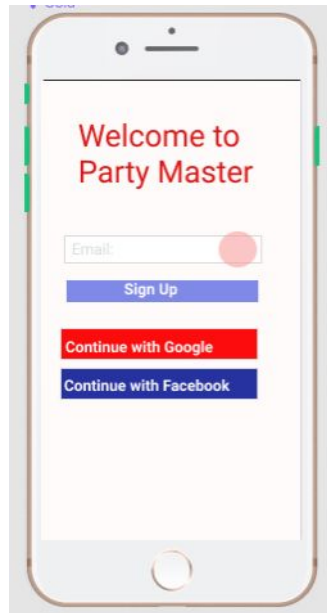 Welcome to
Party Master
Email:
Sign Up
Continue with Google
Continue with Facebook